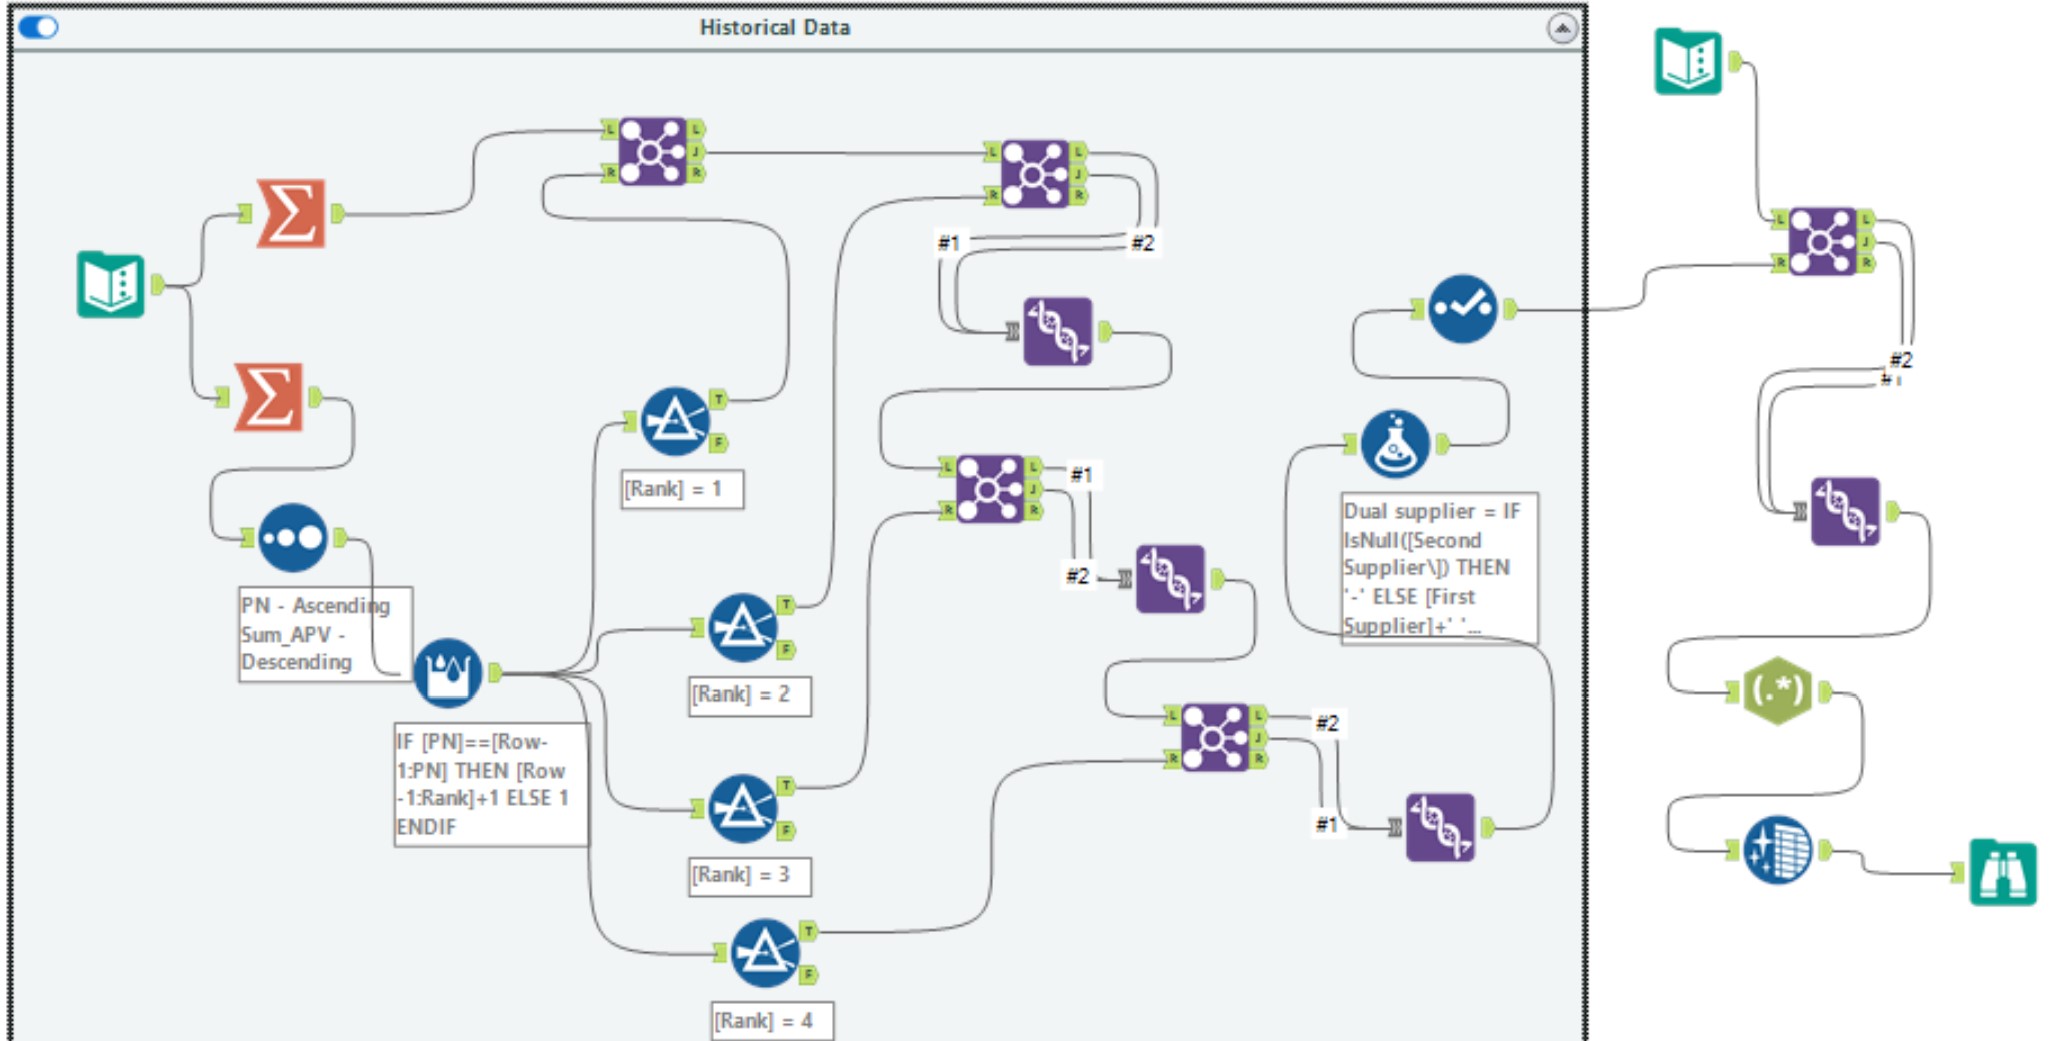 Historical Data
L
L
J
R
R
L
L
J
R
R
#1
#2
T
F
[Rank] = 1
L
L
#1
J
R
R
#2
PN - Ascending
Sum_APV -
Descending
T
F
[Rank] = 2
IF [PN]==[Row-
1:PN] THEN [Row
-1:Rank]+1 ELSE 1
ENDIF
T
F
[Rank] = 3
T
F
[Rank] = 4
L
L
#2
J
R
R
#1
Dual supplier = IF
IsNull([Second
Supplier\]) THEN
'-' ELSE [First
Supplier]+' '...
L
L
J
R
R
#2
(.*)